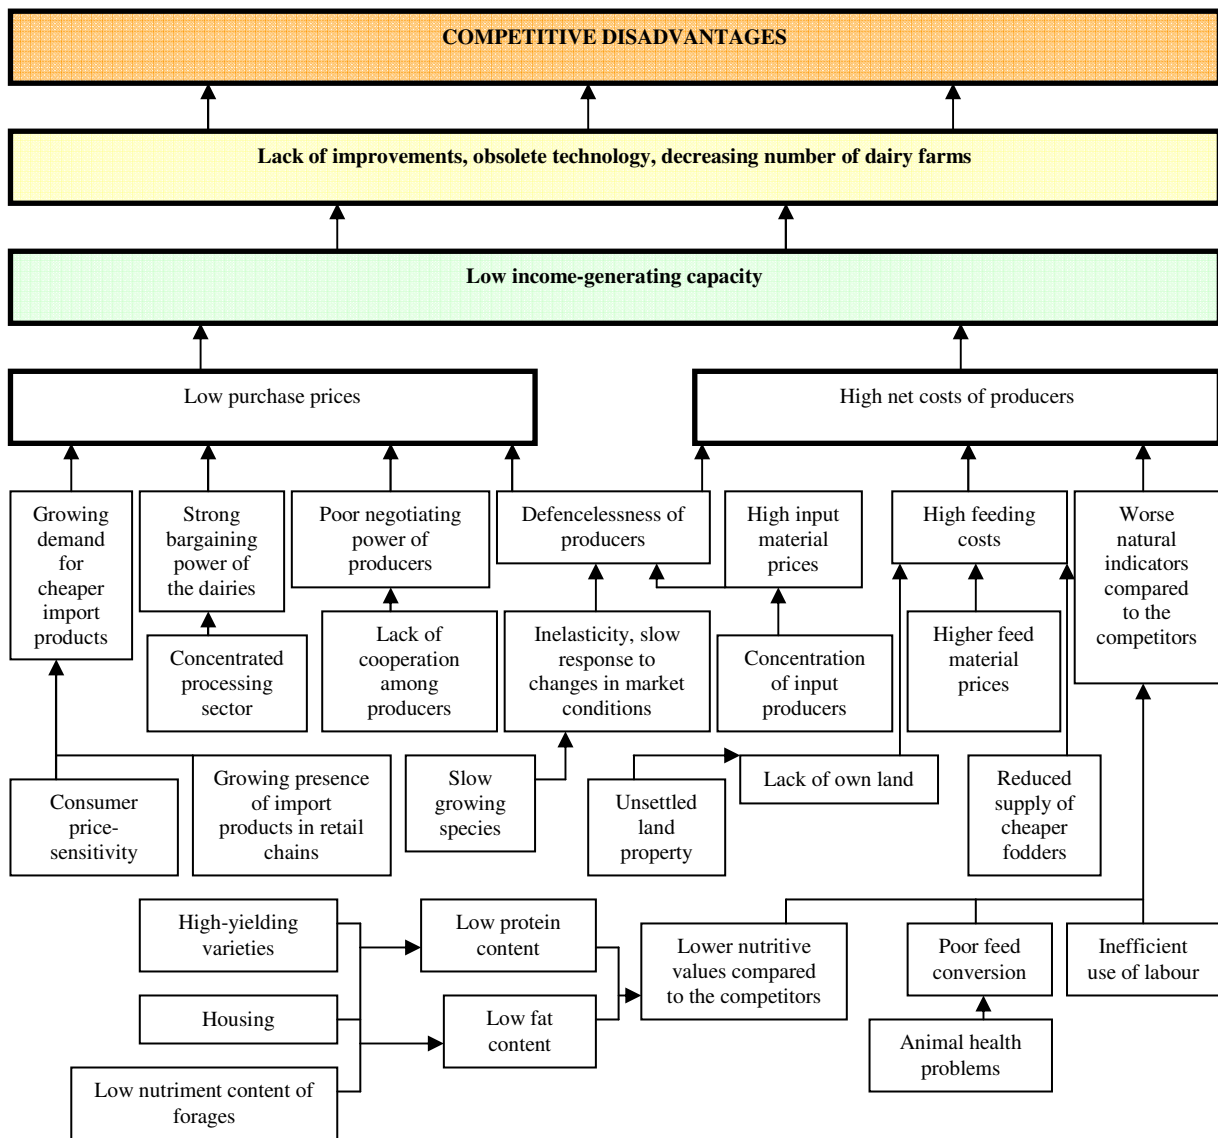 COMPETITIVE DISADVANTAGES
Lack of improvements, obsolete technology, decreasing number of dairy farms
Low income-generating capacity
Low purchase prices
High net costs of producers
Growing
demand
for
cheaper
import
products
Strong
bargaining
power of
the dairies
Poor negotiating
power of
producers
Defencelessness of
producers
High input
material
prices
High feeding
costs
Worse
natural
indicators
compared
to the
competitors
Concentrated
processing
sector
Lack of
cooperation
among
producers
Inelasticity, slow
response to
changes in market
conditions
Concentration
of input
producers
Higher feed
material
prices
Consumer
price-
sensitivity
Growing presence
of import
products in retail
chains
Slow
growing
species
Unsettled
land
property
Lack of own land
Reduced
supply of
cheaper
fodders
High-yielding
varieties
Low protein
content
Lower nutritive
values compared
to the competitors
Poor feed
conversion
Inefficient
use of labour
Housing
Low fat
content
Animal health
problems
Low nutriment content of
forages